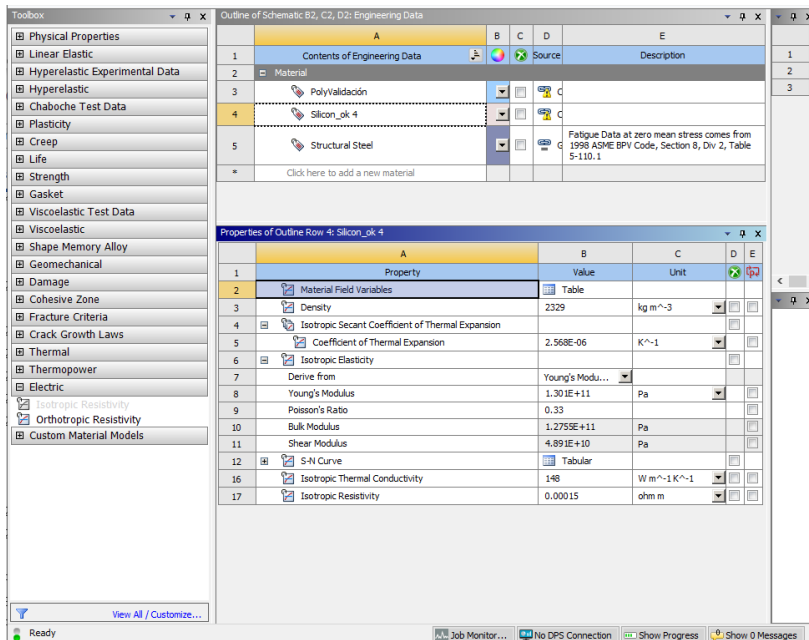 Toolbox
Physical Properties
Linear Elastic
Hyperelastic Experimental Data
Hyperelastic
Chaboche Test Data
Plasticity
Creep
Life
Strength
Gasket
Viscoelastic Test Data
Viscoelastic
Shape Memory Alloy
Geomechanical
Damage
Cohesive Zone
Fracture Criteria
Crack Growth Laws
Thermal
Thermopower
Electric
Isotropic Resistivity
Orthotropic Resistivity
Custom Material Models
View All / Customize...
Outline of Schematic B2, C2, D2: Engineering Data
A B C D E
1 Contents of Engineering Data Source Description
2 Material
3 PolyValidación C
4 Silicon_ok 4 C
5 Structural Steel G Fatigue Data at zero mean stress comes from
1998 ASME BPV Code, Section 8, Div 2, Table
5-110.1
* Click here to add a new material
Properties of Outline Row 4: Silicon_ok 4
A B C D E
1 Property Value Unit
2 Material Field Variables Table
3 Density 2329 kg m^-3
4 Isotropic Secant Coefficient of Thermal Expansion
5 Coefficient of Thermal Expansion 2.568E-06 K^-1
6 Isotropic Elasticity
7 Derive from Young's Modu...
8 Young's Modulus 1.301E+11 Pa
9 Poisson's Ratio 0.33
10 Bulk Modulus 1.2755E+11 Pa
11 Shear Modulus 4.891E+10 Pa
12 S-N Curve Tabular
16 Isotropic Thermal Conductivity 148 W m^-1 K^-1
17 Isotropic Resistivity 0.00015 ohm m
1
2
3
Ready
Job Monitor... No DPS Connection Show Progress Show 0 Messages